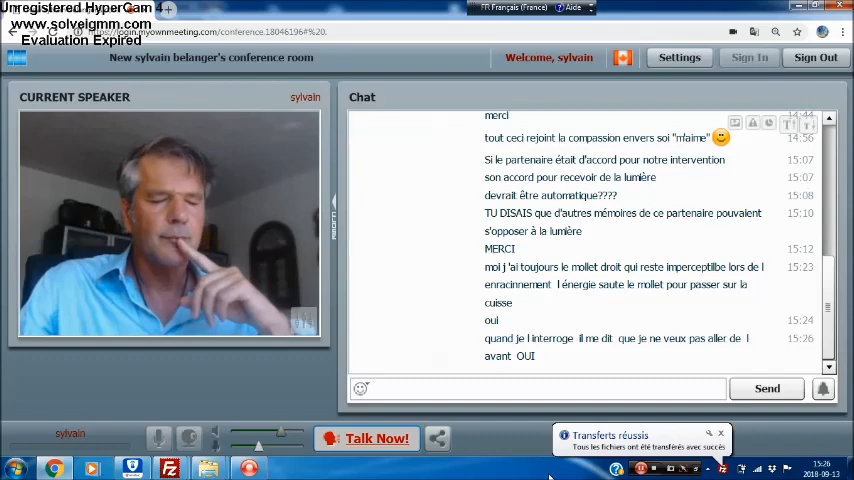 Unregistered HyperCam 4
www.solveigmm.com
Evaluation Expired
FR Français (France)
Aide
https://login.myownmeeting.com/conference.18046196# .
New sylvain belanger's conference room
Welcome, sylvain
Settings
Sign In
Sign Out
CURRENT SPEAKER
sylvain
Chat
merci 14:44
tout ceci rejoint la compassion envers soi "m'aime" 14:56
Si le partenaire était d'accord pour notre intervention 15:07
son accord pour recevoir de la lumière 15:07
devrait être automatique???? 15:08
TU DISAIS que d'autres mémoires de ce partenaire pouvaient 15:10
s'opposer à la lumière
MERCI 15:12
moi j 'ai toujours le mollet droit qui reste imperceptilbe lors de l 15:23
enracinnement l énergie saute le mollet pour passer sur la
cuisse
oui 15:24
quand je l interroge il me dit que je ne veux pas aller de l 15:26
avant OUI
Send
sylvain
Talk Now!
Transferts réussis
Tous les fichiers ont été transférés avec succès
15:26
2018-09-13